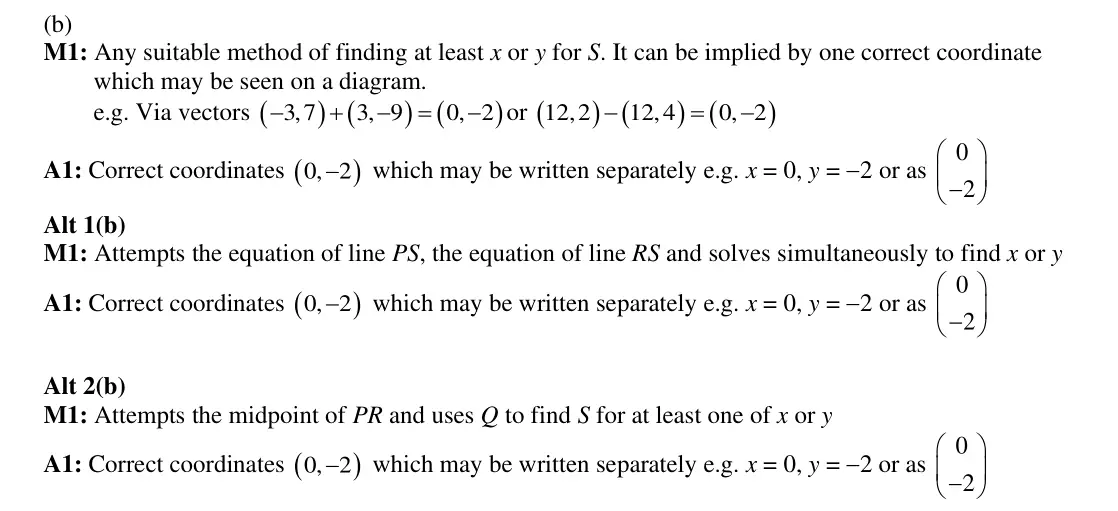 (b)
M1: Any suitable method of finding at least x or y for S. It can be implied by one correct coordinate
which may be seen on a diagram.
e.g. Via vectors (−3,7)+(3,−9)=(0,−2)or (12,2)−(12,4)=(0,−2)
A1: Correct coordinates (0,−2) which may be written separately e.g. x = 0, y = −2 or as (0 −2)
Alt 1(b)
M1: Attempts the equation of line PS, the equation of line RS and solves simultaneously to find x or y
A1: Correct coordinates (0,−2) which may be written separately e.g. x = 0, y = −2 or as (0 −2)
Alt 2(b)
M1: Attempts the midpoint of PR and uses Q to find S for at least one of x or y
A1: Correct coordinates (0,−2) which may be written separately e.g. x = 0, y = −2 or as (0 −2)